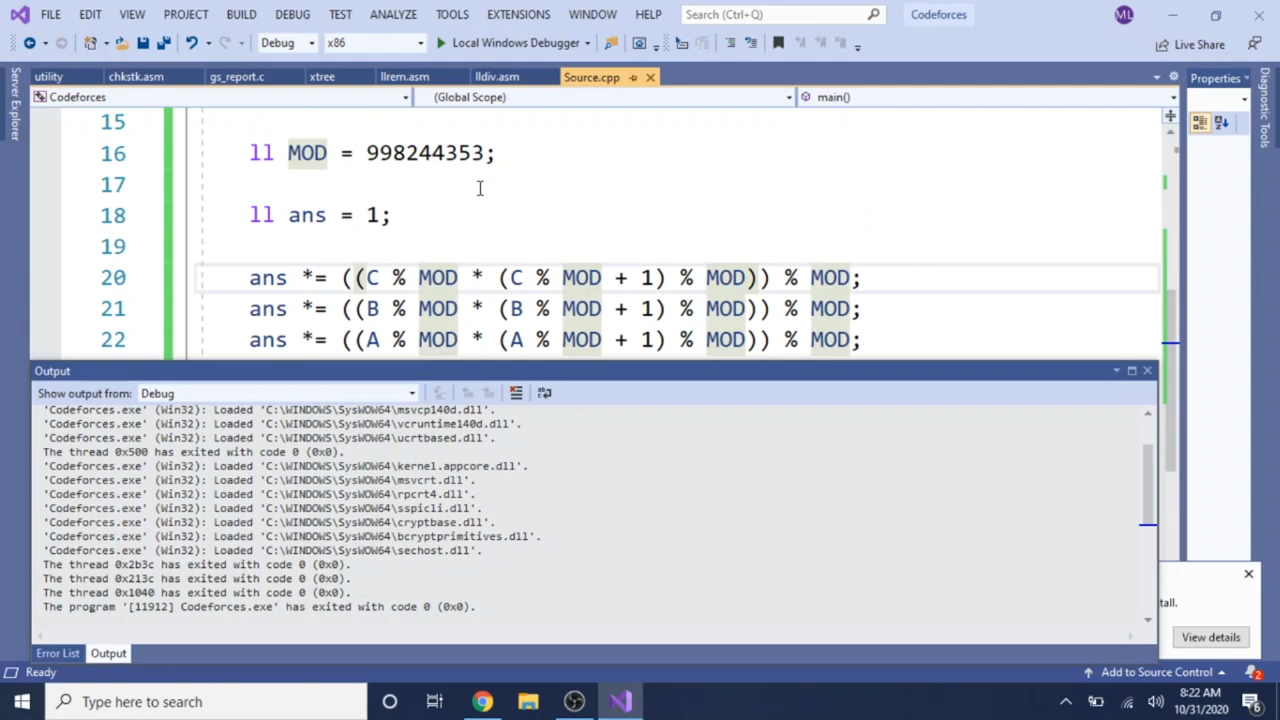 FILE EDIT VIEW PROJECT BUILD DEBUG TEST ANALYZE TOOLS EXTENSIONS WINDOW HELP Search (Ctrl+Q) Codeforces ML
Debug x86 Local Windows Debugger Live Share
utility chkstk.asm gs_report.c xtree llrem.asm lldiv.asm Source.cpp Properties
Server Explorer
Diagnostic Tools
Codeforces (Global Scope) main()
15
16 ll MOD = 998244353;
17
18 ll ans = 1;
19
20 ans *= ((C % MOD * (C % MOD + 1) % MOD)) % MOD;
21 ans *= ((B % MOD * (B % MOD + 1) % MOD)) % MOD;
22 ans *= ((A % MOD * (A % MOD + 1) % MOD)) % MOD;
Output
Show output from: Debug
'Codeforces.exe' (Win32): Loaded 'C:\WINDOWS\SysWOW64\msvcp140d.dll'.
'Codeforces.exe' (Win32): Loaded 'C:\WINDOWS\SysWOW64\vcruntime140d.dll'.
'Codeforces.exe' (Win32): Loaded 'C:\WINDOWS\SysWOW64\ucrtbased.dll'.
The thread 0x500 has exited with code 0 (0x0).
'Codeforces.exe' (Win32): Loaded 'C:\WINDOWS\SysWOW64\kernel.appcore.dll'.
'Codeforces.exe' (Win32): Loaded 'C:\WINDOWS\SysWOW64\msvcrt.dll'.
'Codeforces.exe' (Win32): Loaded 'C:\WINDOWS\SysWOW64\rpcrt4.dll'.
'Codeforces.exe' (Win32): Loaded 'C:\WINDOWS\SysWOW64\sspicli.dll'.
'Codeforces.exe' (Win32): Loaded 'C:\WINDOWS\SysWOW64\cryptbase.dll'.
'Codeforces.exe' (Win32): Loaded 'C:\WINDOWS\SysWOW64\bcryptprimitives.dll'.
'Codeforces.exe' (Win32): Loaded 'C:\WINDOWS\SysWOW64\sechost.dll'.
The thread 0x2b3c has exited with code 0 (0x0).
The thread 0x213c has exited with code 0 (0x0).
The thread 0x1040 has exited with code 0 (0x0).
The program '[11912] Codeforces.exe' has exited with code 0 (0x0).
tall.
View details
Error List Output
Ready Add to Source Control 2
Type here to search
8:22 AM
10/31/2020 6